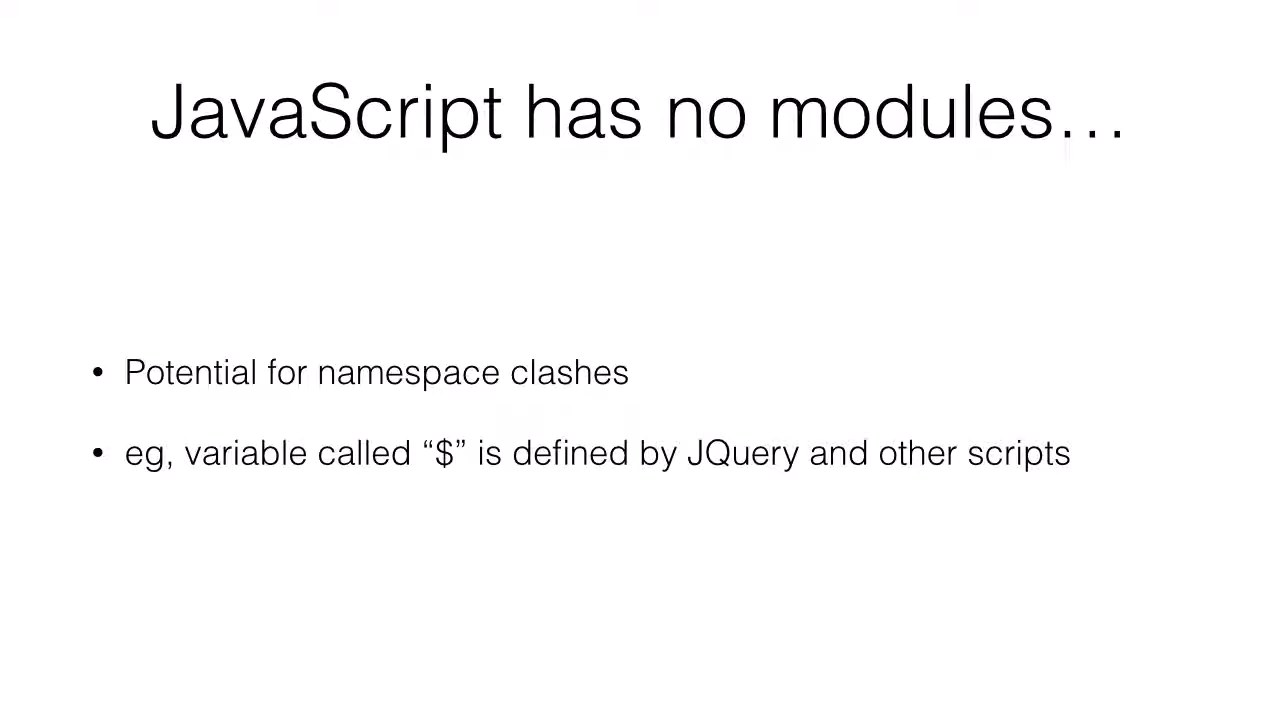 JavaScript has no modules…
• Potential for namespace clashes
• eg, variable called “$” is defined by JQuery and other scripts